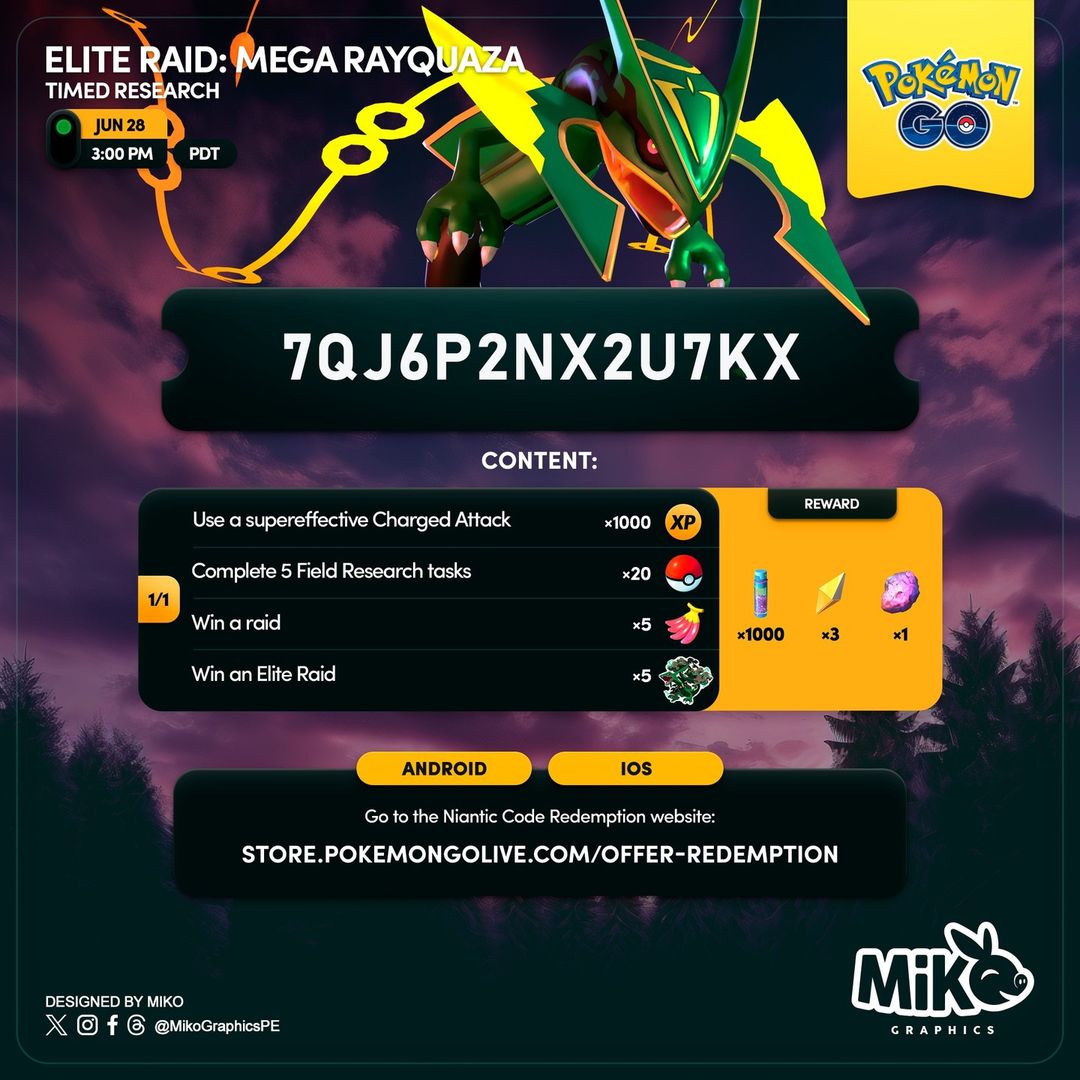 ELITE RAID: MEGA RAYQUAZA
TIMED RESEARCH
JUN 28
3:00 PM PDT
POKéMON
GO
7QJ6P2NX2U7KX
CONTENT:
REWARD
1/1
Use a supereffective Charged Attack ×1000 XP
Complete 5 Field Research tasks ×20
Win a raid ×5
Win an Elite Raid ×5
×1000 ×3 ×1
ANDROID IOS
Go to the Niantic Code Redemption website:
STORE.POKEMONGOLIVE.COM/OFFER-REDEMPTION
DESIGNED BY MIKO
@MikoGraphicsPE
MiKO
GRAPHICS